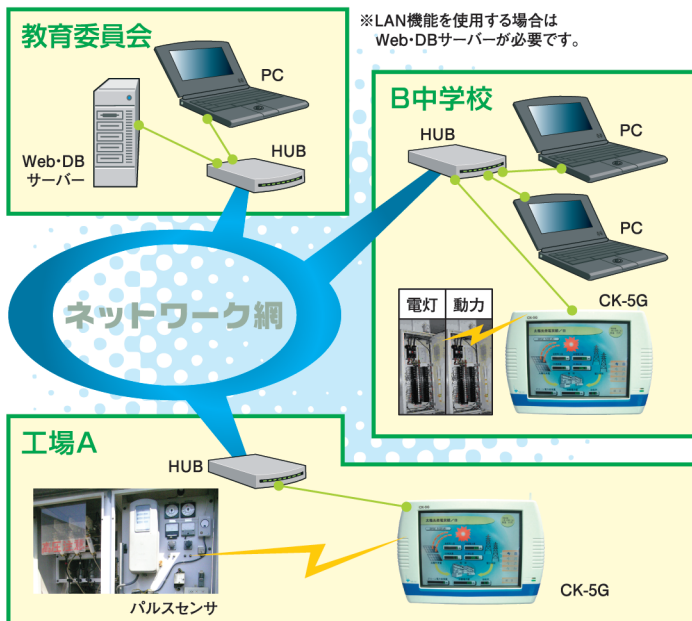 ※LAN機能を使用する場合は
Web・DBサーバーが必要です。
教育委員会
PC
HUB
Web・DB
サーバー
B中学校
HUB
PC
PC
CK-5G
電灯
動力
ネットワーク網
工場A
HUB
パルスセンサ
CK-5G